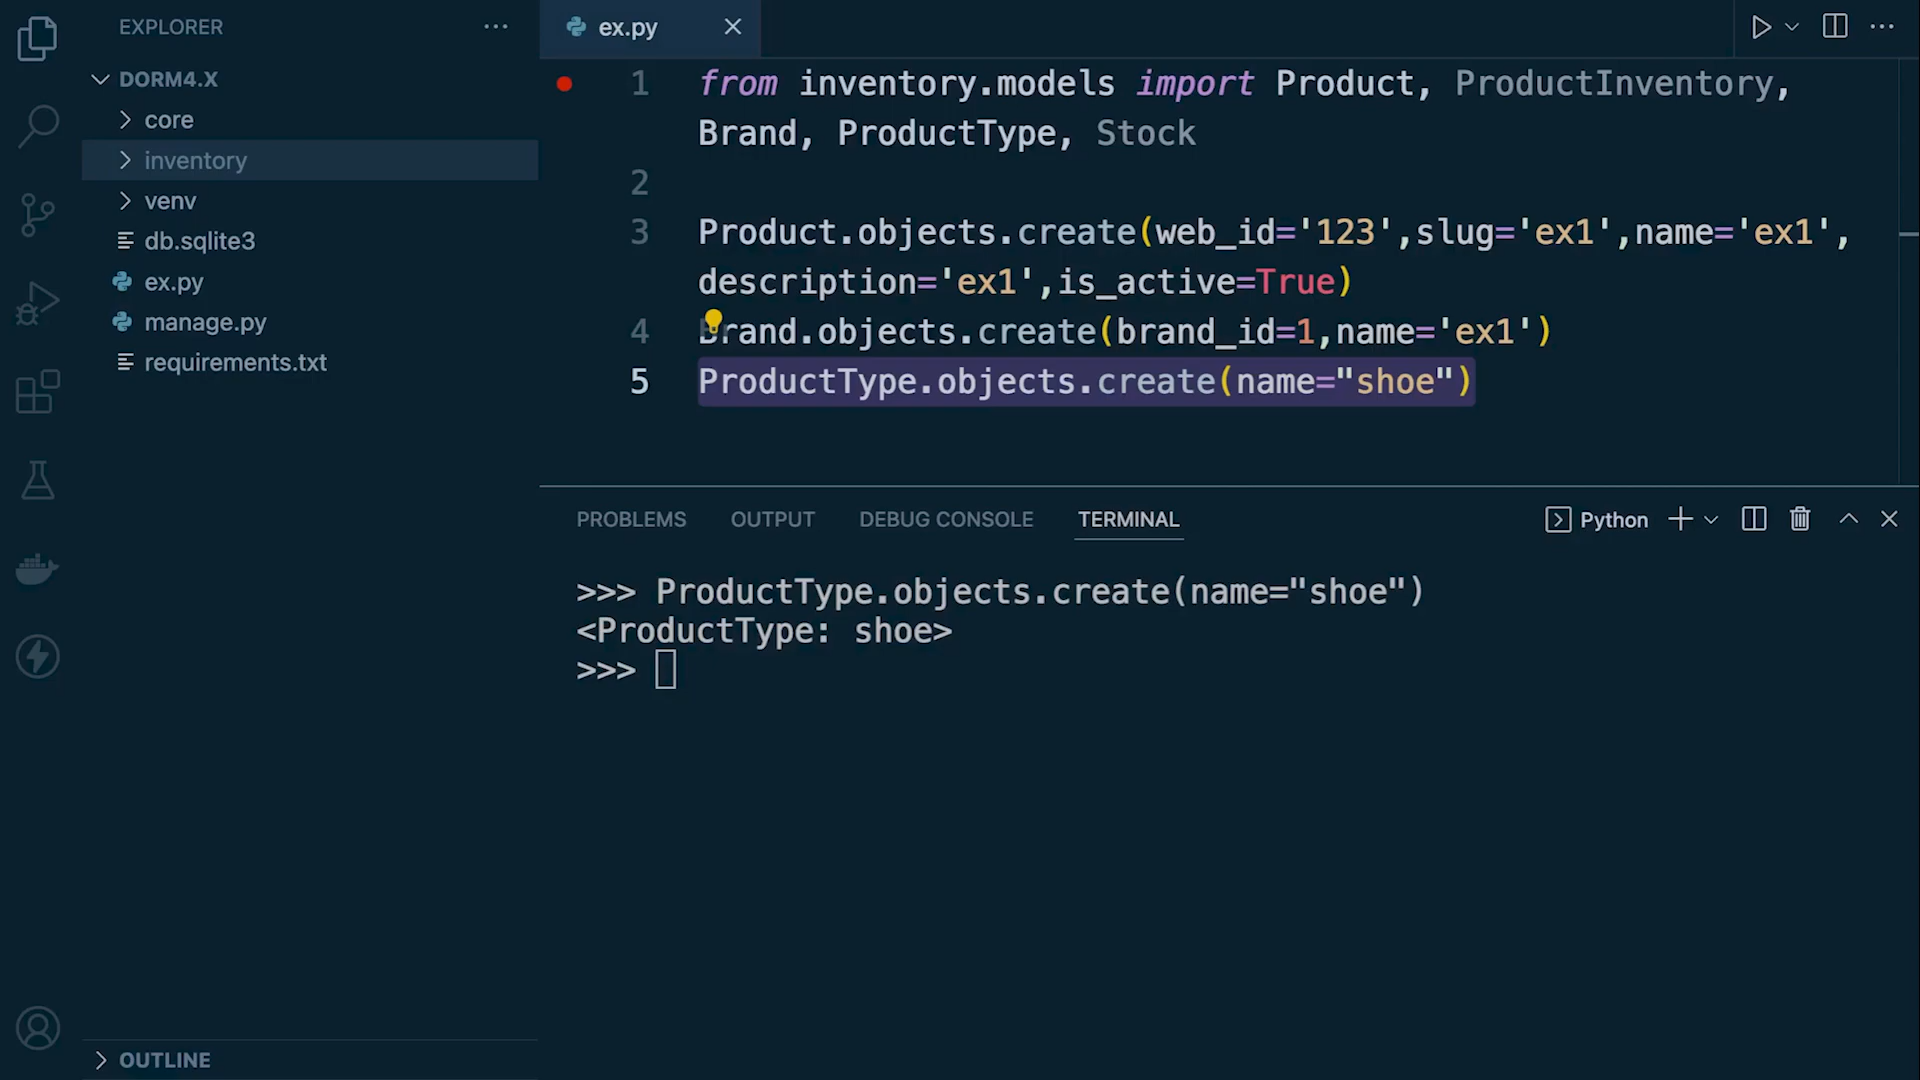 EXPLORER
DORM4.X
core
inventory
venv
db.sqlite3
ex.py
manage.py
requirements.txt
OUTLINE
ex.py
1 from inventory.models import Product, ProductInventory,
Brand, ProductType, Stock
2
3 Product.objects.create(web_id='123',slug='ex1',name='ex1',
description='ex1',is_active=True)
4 Brand.objects.create(brand_id=1,name='ex1')
5 ProductType.objects.create(name="shoe")
PROBLEMS OUTPUT DEBUG CONSOLE TERMINAL Python
>>> ProductType.objects.create(name="shoe")
<ProductType: shoe>
>>>